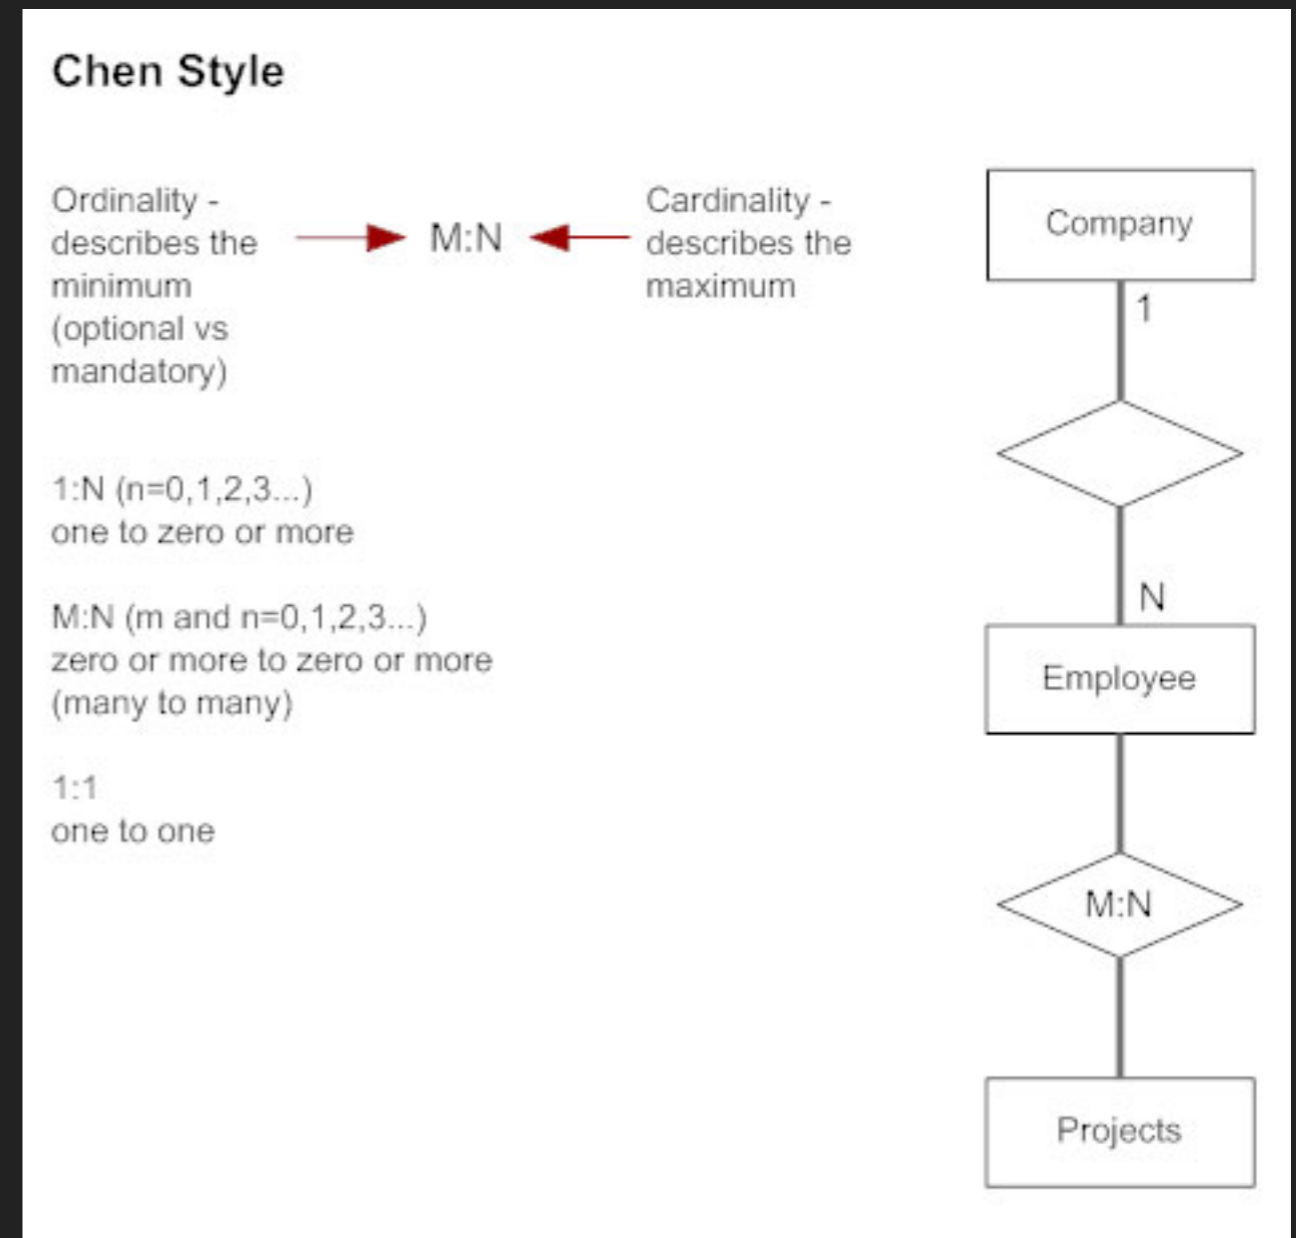 Chen Style
Ordinality -
describes the
minimum
(optional vs
mandatory)
M:N
Cardinality -
describes the
maximum
1:N (n=0,1,2,3...)
one to zero or more
M:N (m and n=0,1,2,3...)
zero or more to zero or more
(many to many)
1:1
one to one
Company
1
N
Employee
M:N
Projects